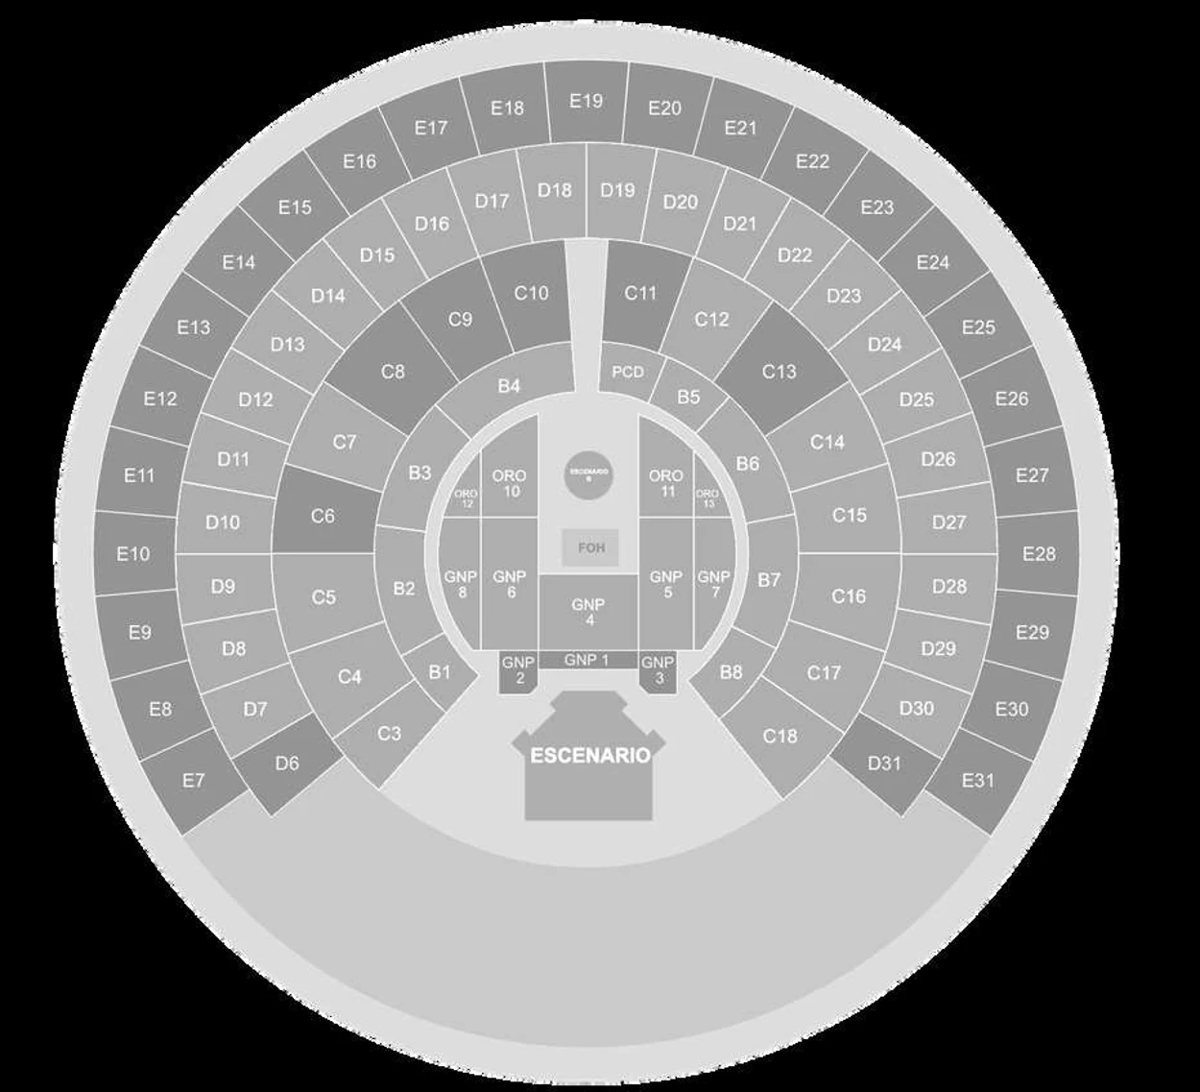 E19
E18
E20
E17
E21
E16
E22
D18
D19
D17
D20
E15
E23
D16
D21
D15
D22
E14
E24
C10
C11
D14
D23
C9
C12
E13
E25
D13
D24
C8
PCD
C13
B4
B5
E12
D12
D25
E26
C7
C14
D11
D26
B3
B6
E11
E27
ESCENARIO
B
ORO
10
ORO
11
ORO
12
ORO
13
C6
C15
D10
D27
FOH
E10
E28
GNP
8
GNP
6
GNP
5
GNP
7
B2
B7
D9
D28
C5
C16
GNP
4
E9
E29
D8
D29
GNP 1
GNP
2
GNP
3
B1
B8
C4
C17
D7
D30
E8
E30
C3
C18
ESCENARIO
D6
D31
E7
E31